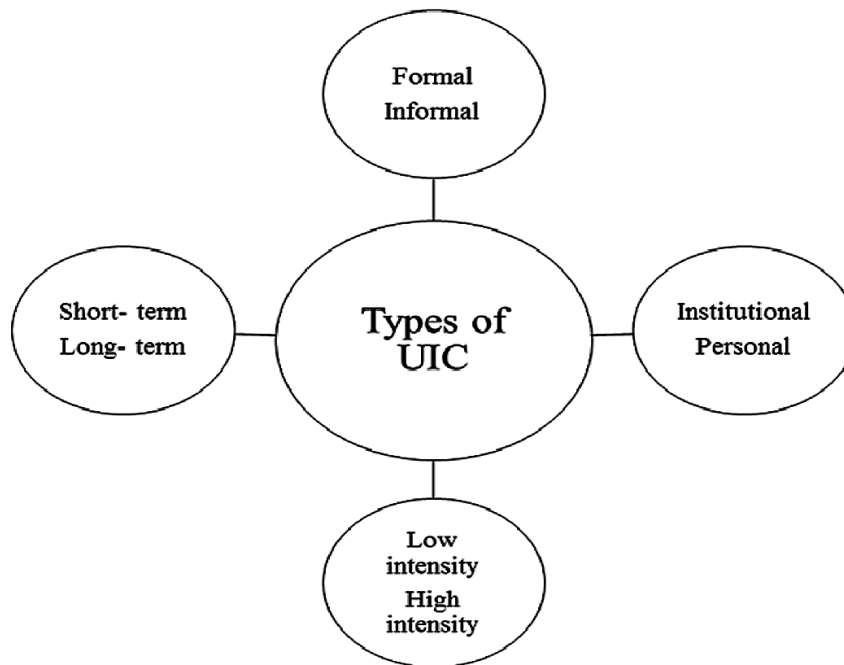 Formal
Informal
Short- term
Long- term
Types of
UIC
Institutional
Personal
Low
intensity
High
intensity